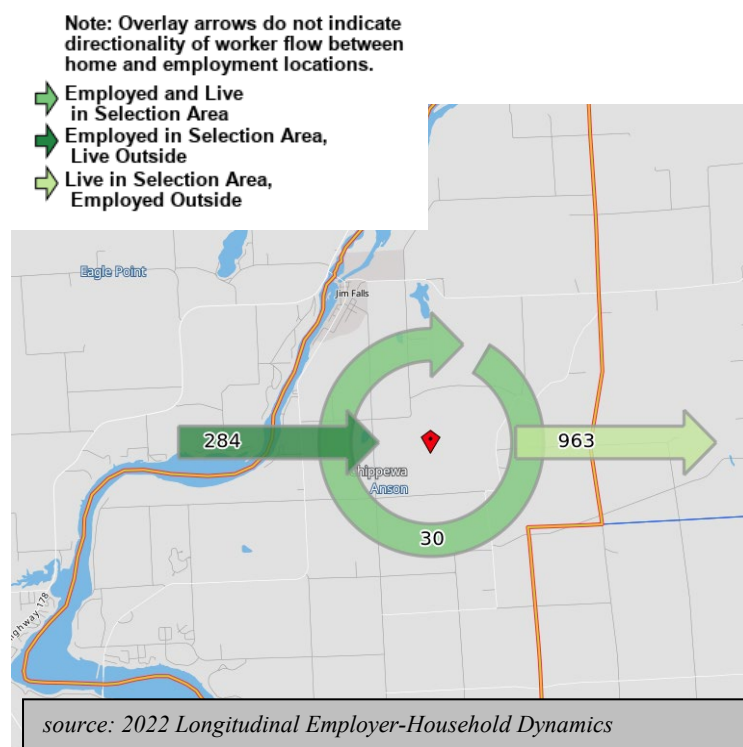 Note: Overlay arrows do not indicate
directionality of worker flow between
home and employment locations.
Employed and Live
in Selection Area
Employed in Selection Area,
Live Outside
Live in Selection Area,
Employed Outside
Eagle Point
Jim Falls
284
963
hippewa
Anson
30
ighway 178
source: 2022 Longitudinal Employer-Household Dynamics